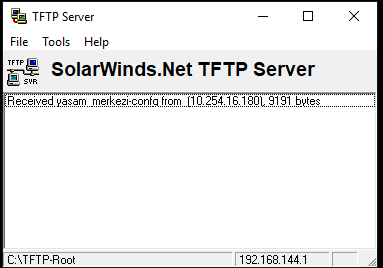 TFTP Server
File Tools Help
TFTP
SVR
SolarWinds.Net TFTP Server
Received yasam_merkezi-confg from (10.254.16.180), 9191 bytes
C:\TFTP-Root 192.168.144.1